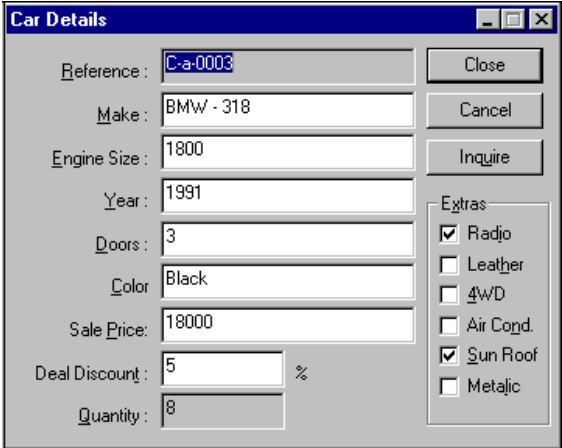 Car Details
Reference : C-a-0003
Close
Make : BMW - 318
Cancel
Engine Size : 1800
Inquire
Year : 1991
Extras
Doors : 3
Radio
Leather
Color Black
4WD
Sale Price: 18000
Air Cond.
Deal Discount : 5 %
Sun Roof
Metalic
Quantity : 8